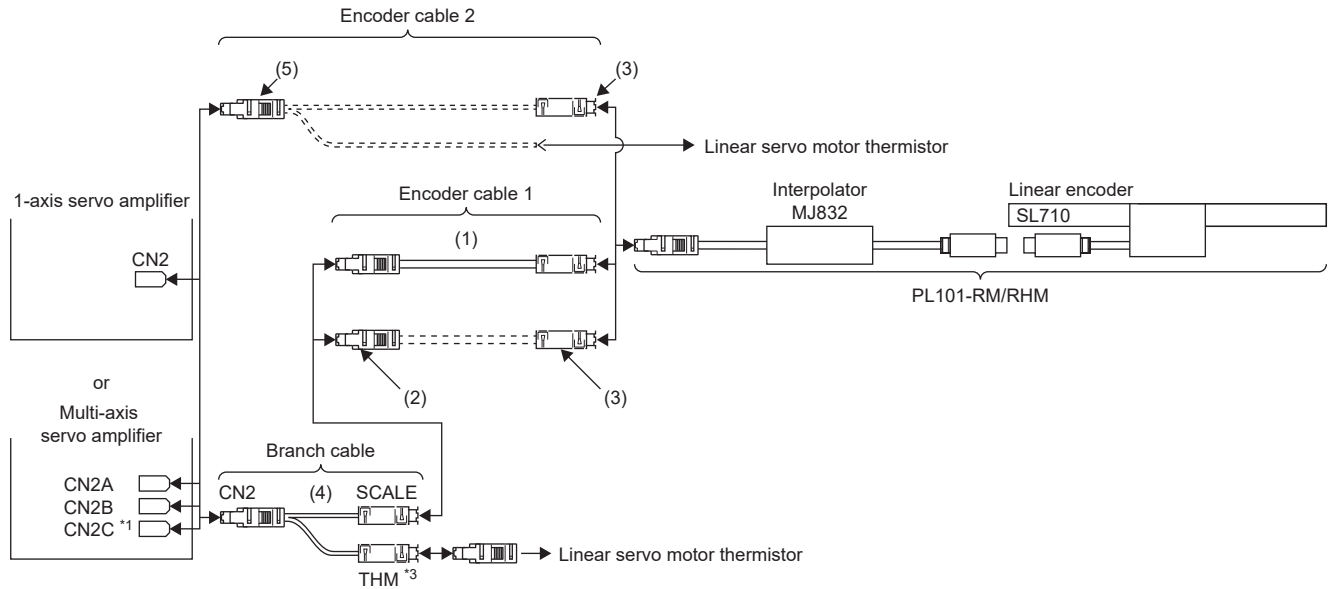 Encoder cable 2
(5)
(3)
Linear servo motor thermistor
1-axis servo amplifier
CN2
Encoder cable 1
(1)
Interpolator
MJ832
Linear encoder
SL710
PL101-RM/RHM
(2)
(3)
or
Multi-axis
servo amplifier
CN2A
CN2B
CN2C *1
Branch cable
CN2
(4)
SCALE
THM *3
Linear servo motor thermistor